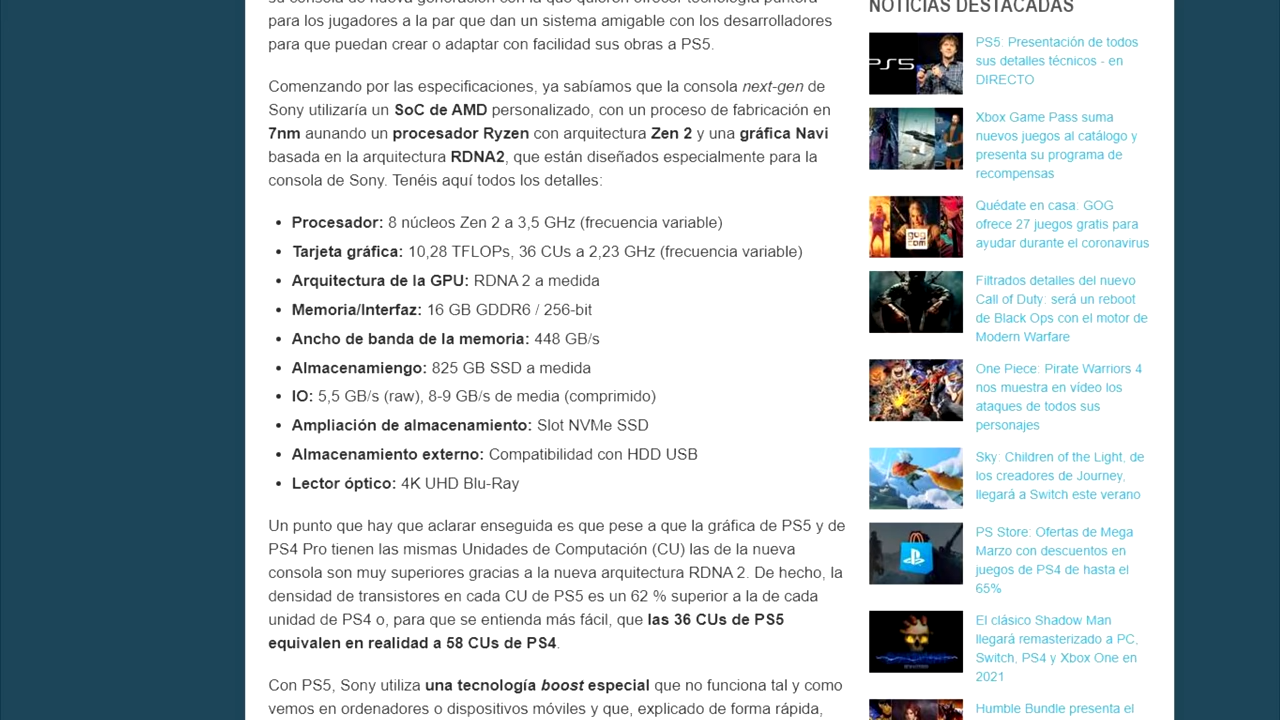 su consola de nueva generación con la que quieren ofrecer tecnología puntera
para los jugadores a la par que dan un sistema amigable con los desarrolladores
para que puedan crear o adaptar con facilidad sus obras a PS5.
Comenzando por las especificaciones, ya sabíamos que la consola next-gen de
Sony utilizaría un SoC de AMD personalizado, con un proceso de fabricación en
7nm aunando un procesador Ryzen con arquitectura Zen 2 y una gráfica Navi
basada en la arquitectura RDNA2, que están diseñados especialmente para la
consola de Sony. Tenéis aquí todos los detalles:
• Procesador: 8 núcleos Zen 2 a 3,5 GHz (frecuencia variable)
• Tarjeta gráfica: 10,28 TFLOPs, 36 CUs a 2,23 GHz (frecuencia variable)
• Arquitectura de la GPU: RDNA 2 a medida
• Memoria/interfaz: 16 GB GDDR6 / 256-bit
• Ancho de banda de la memoria: 448 GB/s
• Almacenamiengo: 825 GB SSD a medida
• IO: 5,5 GB/s (raw), 8-9 GB/s de media (comprimido)
• Ampliación de almacenamiento: Slot NVMe SSD
• Almacenamiento externo: Compatibilidad con HDD USB
• Lector óptico: 4K UHD Blu-Ray
Un punto que hay que aclarar enseguida es que pese a que la gráfica de PS5 y de
PS4 Pro tienen las mismas Unidades de Computación (CU) las de la nueva
consola son muy superiores gracias a la nueva arquitectura RDNA 2. De hecho, la
densidad de transistores en cada CU de PS5 es un 62 % superior a la de cada
unidad de PS4 o, para que se entienda más fácil, que las 36 CUs de PS5
equivalen en realidad a 58 CUs de PS4.
Con PS5, Sony utiliza una tecnología boost especial que no funciona tal y como
vemos en ordenadores o dispositivos móviles y que, explicado de forma rápida,
NOTICIAS DESTACADAS
PS5
PS5: Presentación de todos
sus detalles técnicos - en
DIRECTO
Xbox Game Pass suma
nuevos juegos al catálogo y
presenta su programa de
recompensas
gog
com
Quédate en casa: GOG
ofrece 27 juegos gratis para
ayudar durante el coronavirus
Filtrados detalles del nuevo
Call of Duty: será un reboot
de Black Ops con el motor de
Modern Warfare
One Piece: Pirate Warriors 4
nos muestra en vídeo los
ataques de todos sus
personajes
Sky: Children of the Light, de
los creadores de Journey,
llegará a Switch este verano
PS Store: Ofertas de Mega
Marzo con descuentos en
juegos de PS4 de hasta el
65%
El clásico Shadow Man
llegará remasterizado a PC,
Switch, PS4 y Xbox One en
2021
Humble Bundle presenta el